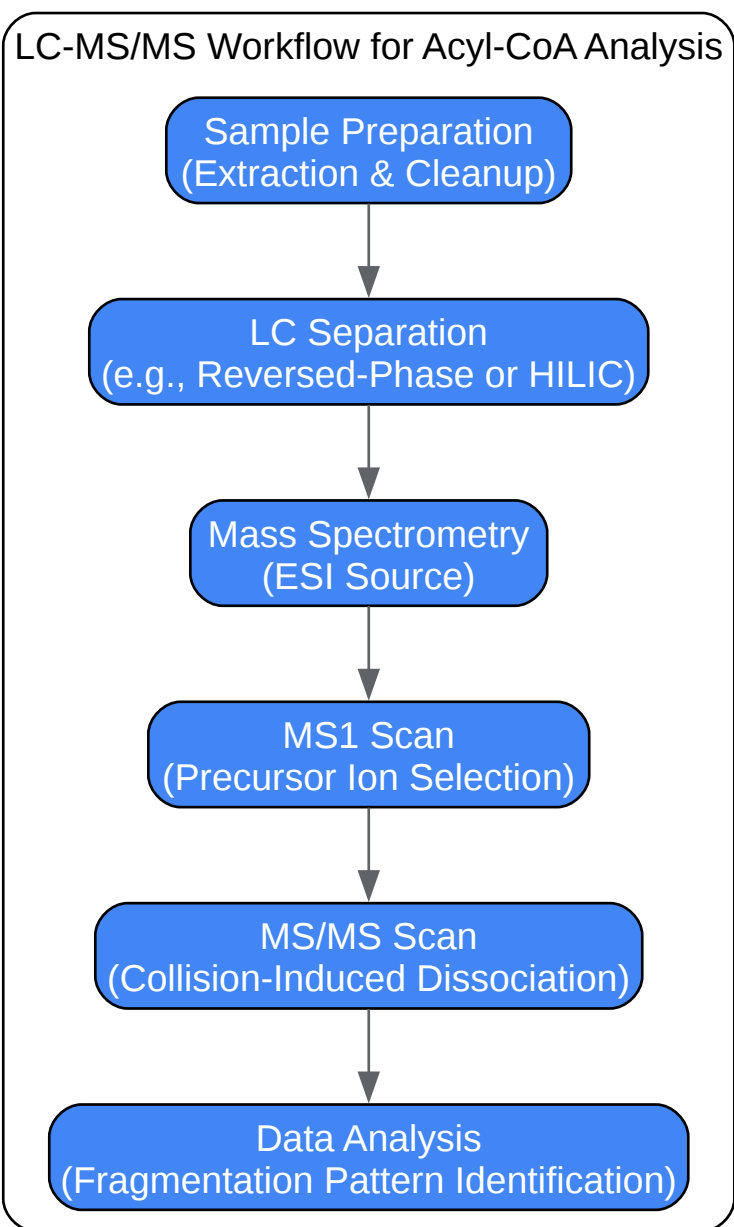 LC-MS/MS Workflow for Acyl-CoA Analysis
Sample Preparation
(Extraction & Cleanup)
LC Separation
(e.g., Reversed-Phase or HILIC)
Mass Spectrometry
(ESI Source)
MS1 Scan
(Precursor Ion Selection)
MS/MS Scan
(Collision-Induced Dissociation)
Data Analysis
(Fragmentation Pattern Identification)